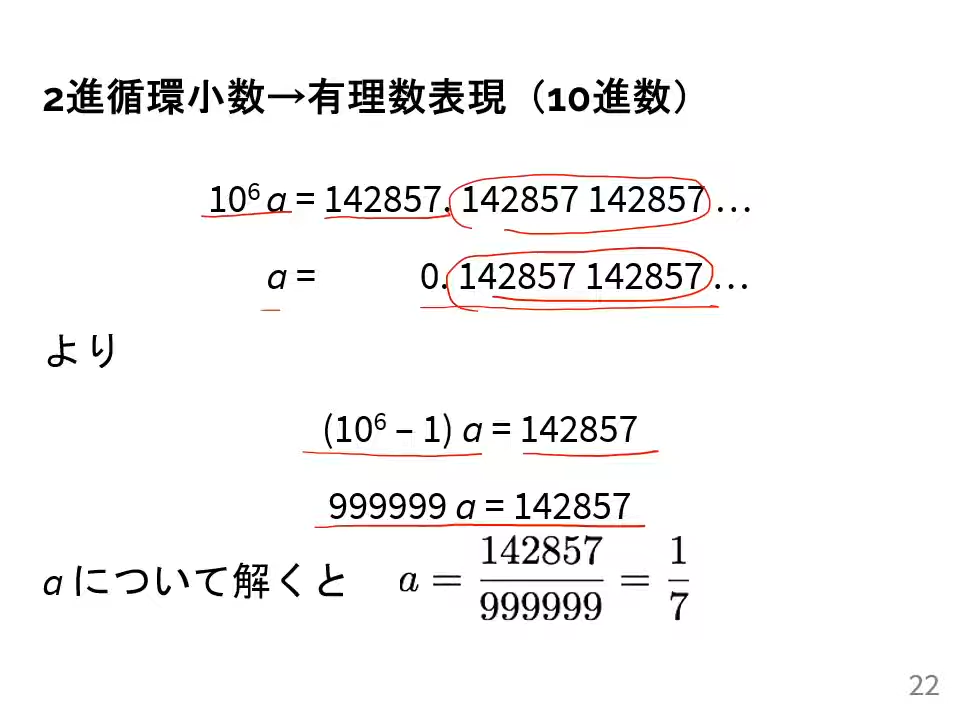 2進循環小数→有理数表現（10進数）
10⁶ a = 142857. 142857 142857 …
a = 0. 142857 142857 …
より
(10⁶ – 1) a = 142857
999999 a = 142857
a について解くと a = 142857/999999 = 1/7
22